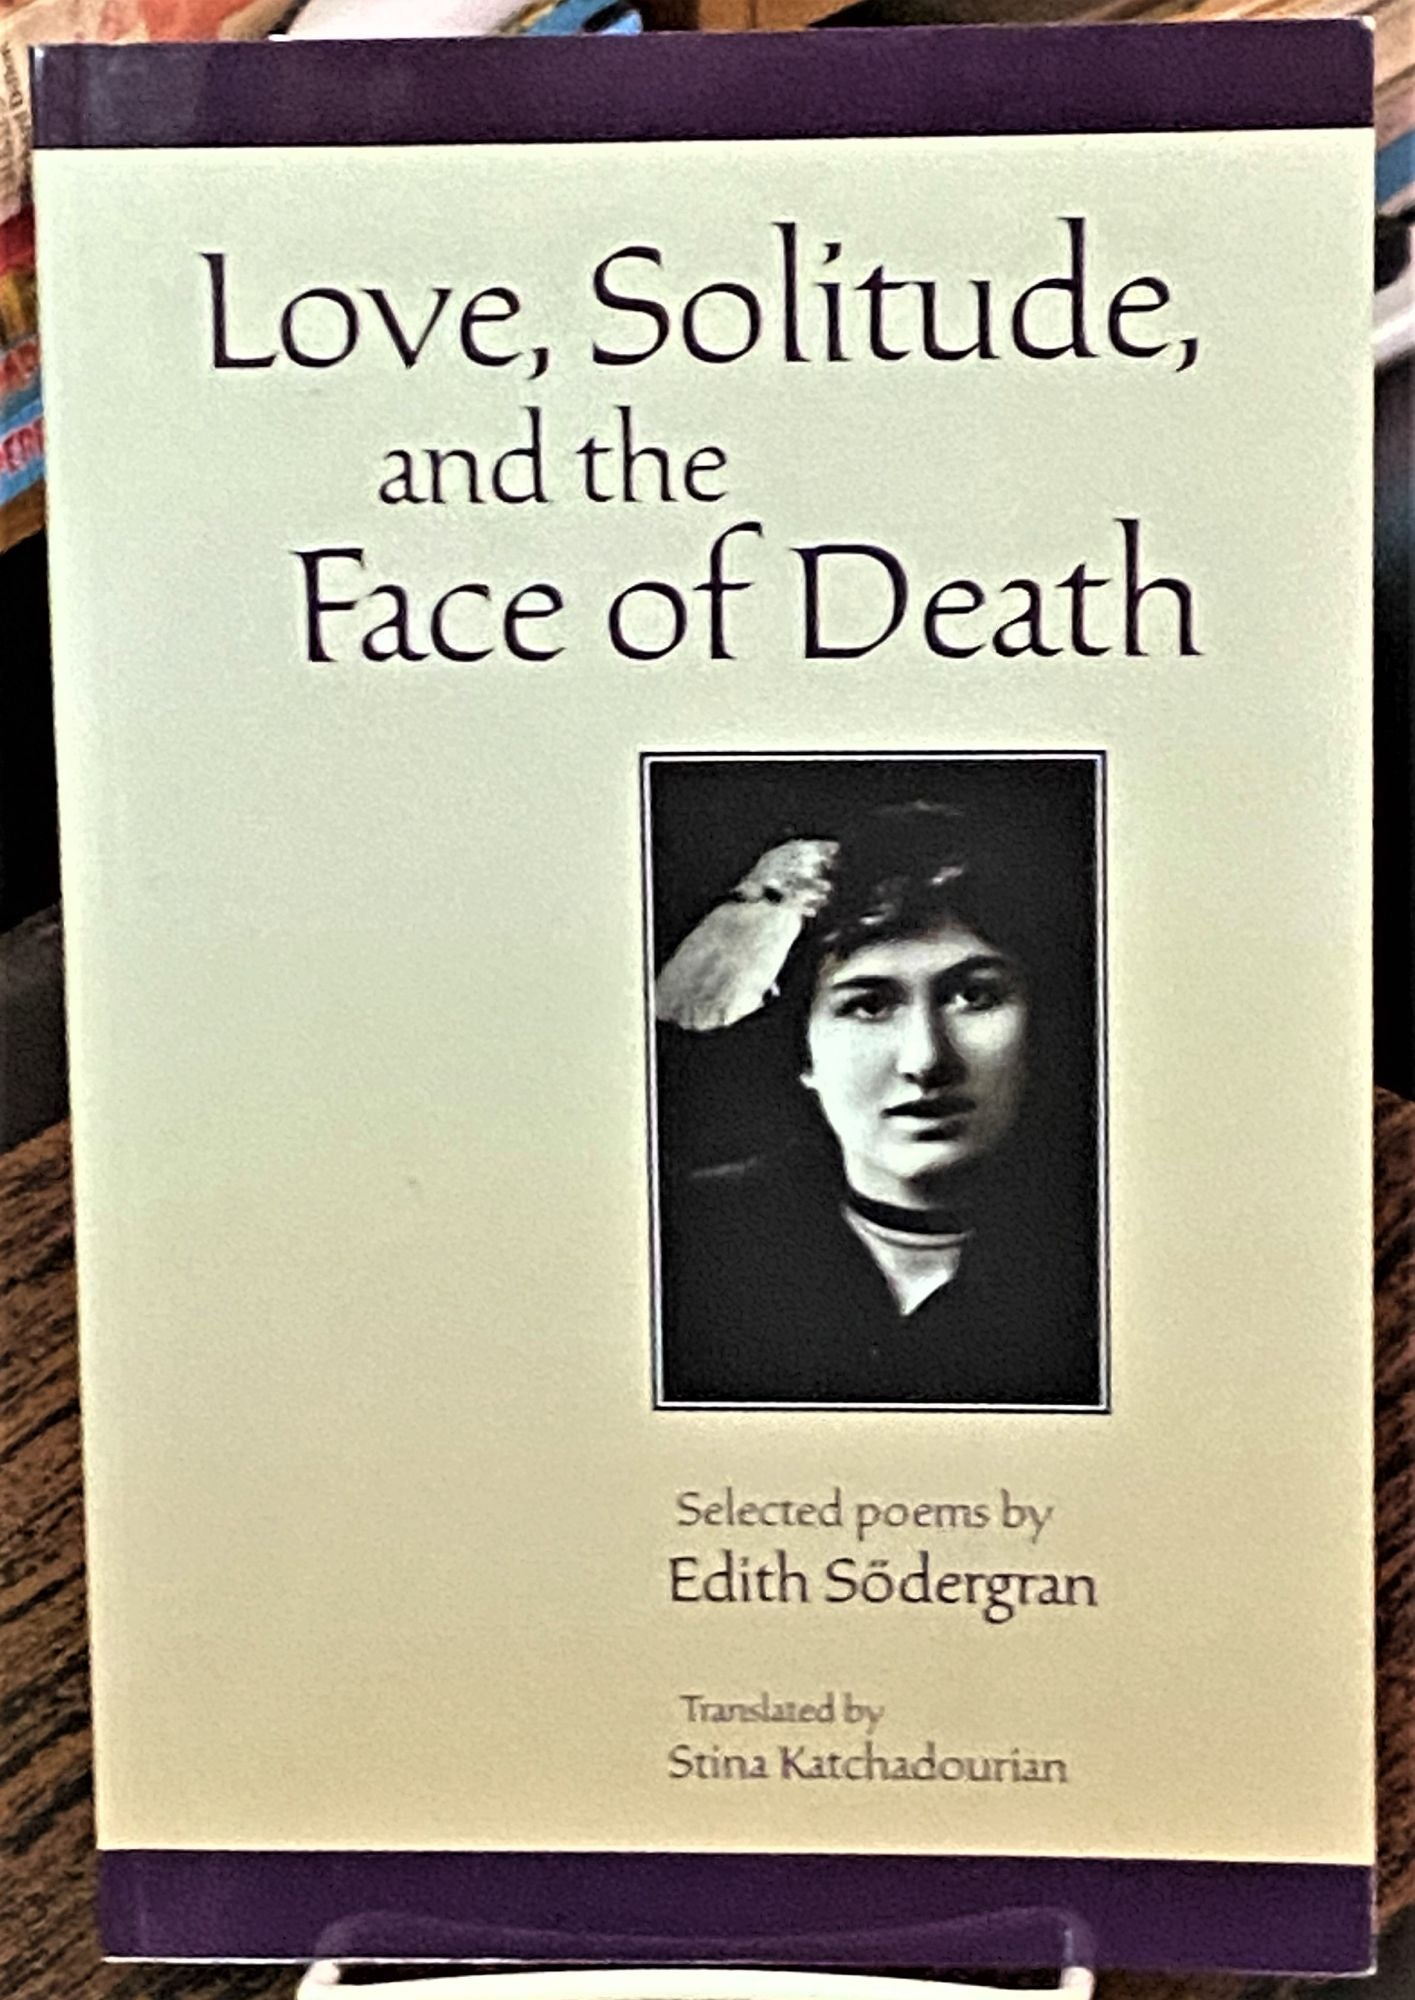 Love, Solitude,
and the
Face of Death
Selected poems by
Edith Södergran
Translated by
Stina Katchadourian